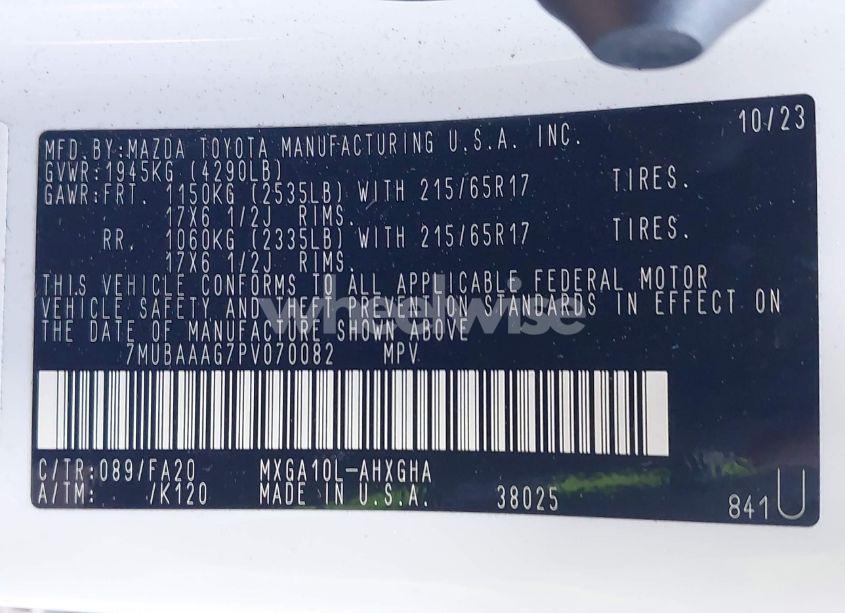 10/23
MFD.BY:MAZDA TOYOTA MANUFACTURING U.S.A. INC.
GVWR:1945KG (4290LB)
GAWR:FRT. 1150KG (2535LB) WITH 215/65R17 TIRES.
17X6 1/2J RIMS.
RR. 1060KG (2335LB) WITH 215/65R17 TIRES.
17X6 1/2J RIMS.
THIS VEHICLE CONFORMS TO ALL APPLICABLE FEDERAL MOTOR
VEHICLE SAFETY AND THEFT PREVENTION STANDARDS IN EFFECT ON
THE DATE OF MANUFACTURE SHOWN ABOVE
wheelwise
7MUBAAAG7PV070082 MPV
C/TR:089/FA20 MXGA10L-AHXGHA
A/TM: /K120 MADE IN U.S.A. 38025
841U